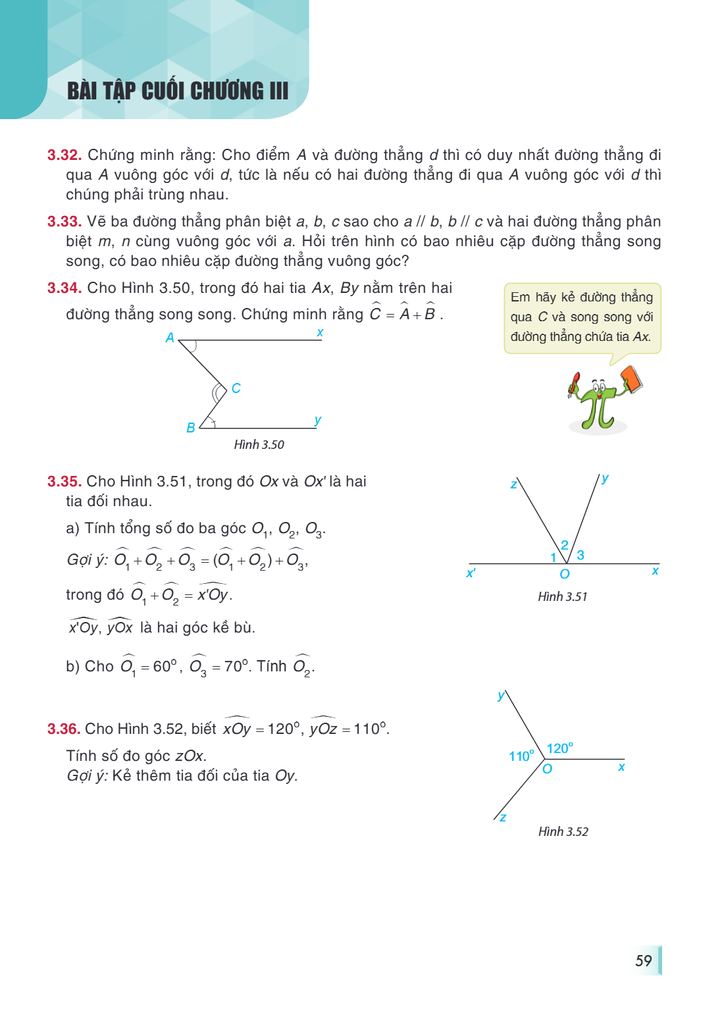 BÀI TẬP CUỐI CHƯƠNG III
3.32. Chứng minh rằng: Cho điểm A và đường thẳng d thì có duy nhất đường thẳng đi
qua A vuông góc với d, tức là nếu có hai đường thẳng đi qua A vuông góc với d thì
chúng phải trùng nhau.
3.33. Vẽ ba đường thẳng phân biệt a, b, c sao cho a // b, b // c và hai đường thẳng phân
biệt m, n cùng vuông góc với a. Hỏi trên hình có bao nhiêu cặp đường thẳng song
song, có bao nhiêu cặp đường thẳng vuông góc?
3.34. Cho Hình 3.50, trong đó hai tia Ax, By nằm trên hai
đường thẳng song song. Chứng minh rằng Ĉ = Â + B̂ .
Em hãy kẻ đường thẳng
qua C và song song với
đường thẳng chứa tia Ax.
A
x
C
B
y
Hình 3.50
3.35. Cho Hình 3.51, trong đó Ox và Ox' là hai
tia đối nhau.
a) Tính tổng số đo ba góc O₁, O₂, O₃.
Gợi ý: Ô₁ + Ô₂ + Ô₃ = (Ô₁ + Ô₂) + Ô₃,
trong đó Ô₁ + Ô₂ = x'Oy.
x'Oy, yOx là hai góc kề bù.
b) Cho Ô₁ = 60º, Ô₃ = 70º. Tính Ô₂.
z
y
2
1
3
x'
O
x
Hình 3.51
3.36. Cho Hình 3.52, biết xOy = 120º, yOz = 110º.
Tính số đo góc zOx.
Gợi ý: Kẻ thêm tia đối của tia Oy.
y
110º
120º
O
x
z
Hình 3.52
59